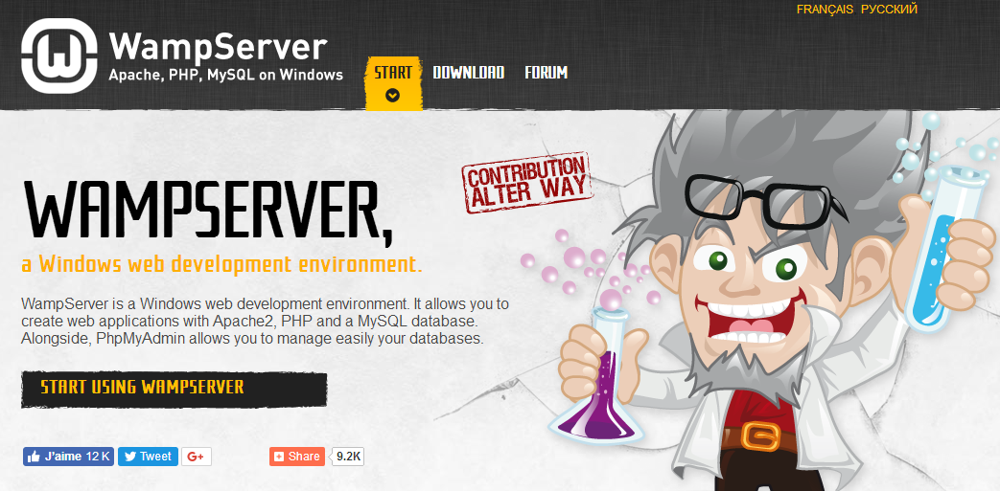 FRANÇAIS РУССКИЙ
W
WampServer
Apache, PHP, MySQL on Windows
START DOWNLOAD FORUM
CONTRIBUTION
ALTER WAY
WAMPSERVER,
a Windows web development environment.
WampServer is a Windows web development environment. It allows you to
create web applications with Apache2, PHP and a MySQL database.
Alongside, PhpMyAdmin allows you to manage easily your databases.
START USING WAMPSERVER
J'aime 12 K Tweet G+ Share 9.2K